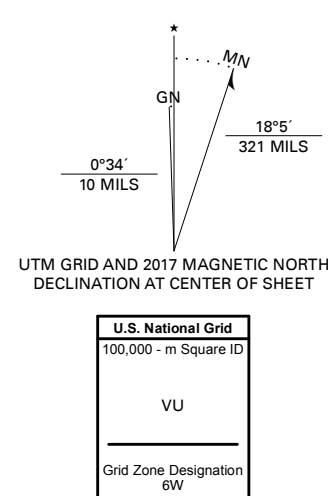 ★
MN
GN
18°5´
321 MILS
0°34´
10 MILS
UTM GRID AND 2017 MAGNETIC NORTH
DECLINATION AT CENTER OF SHEET
U.S. National Grid
100,000 - m Square ID
VU
Grid Zone Designation
6W